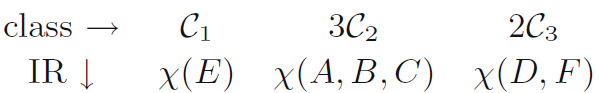 class → 𝒞₁ 3𝒞₂ 2𝒞₃
IR ↓ χ(E) χ(A, B, C) χ(D, F)